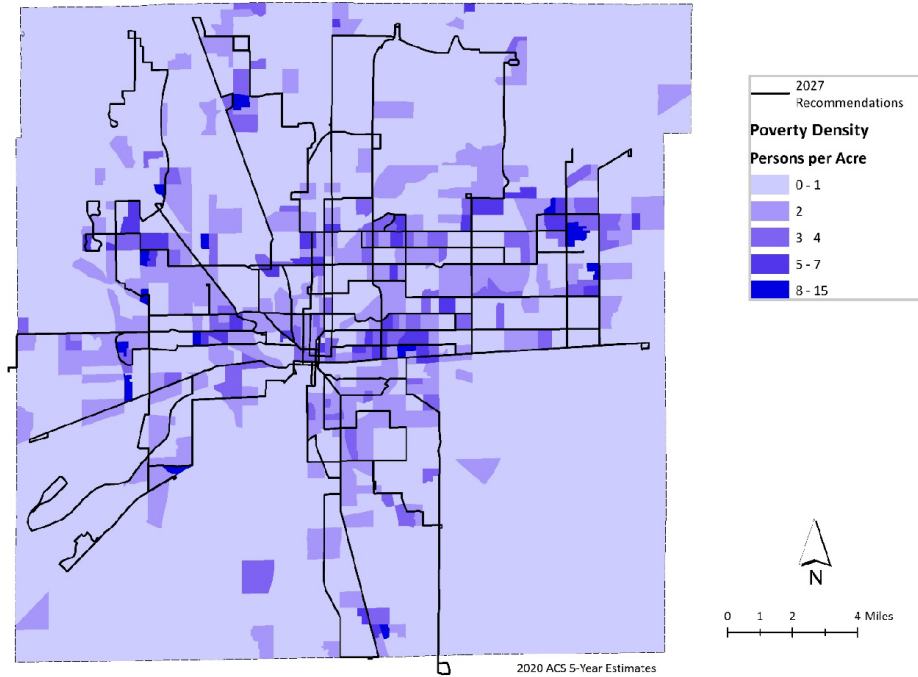 2027
Recommendations
Poverty Density
Persons per Acre
0 - 1
2
3 - 4
5 - 7
8 - 15
N
0 1 2 4 Miles
2020 ACS 5-Year Estimates